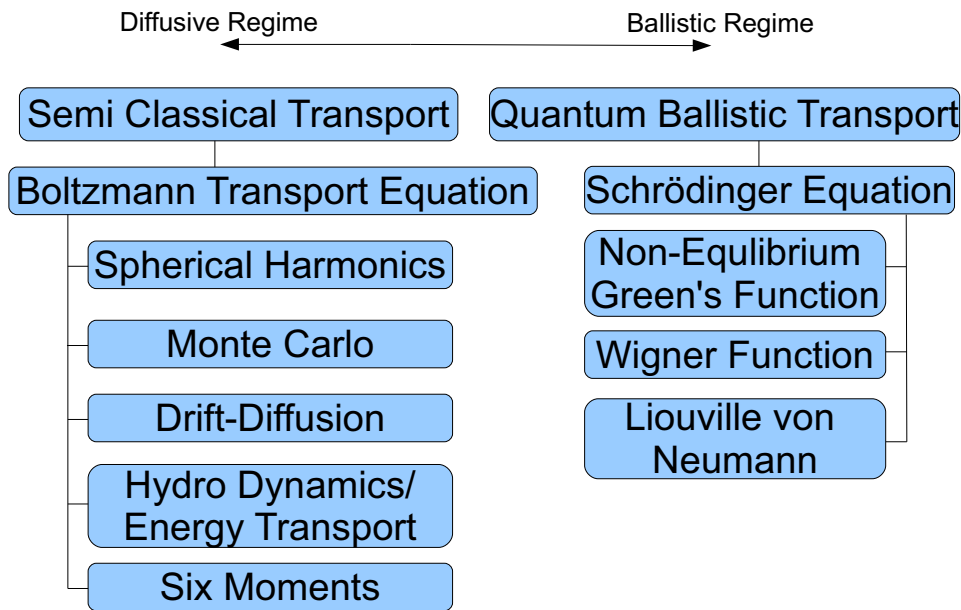 Diffusive Regime
Ballistic Regime
Semi Classical Transport
Quantum Ballistic Transport
Boltzmann Transport Equation
Schrödinger Equation
Spherical Harmonics
Monte Carlo
Drift-Diffusion
Hydro Dynamics/
Energy Transport
Six Moments
Non-Equlibrium
Green's Function
Wigner Function
Liouville von
Neumann